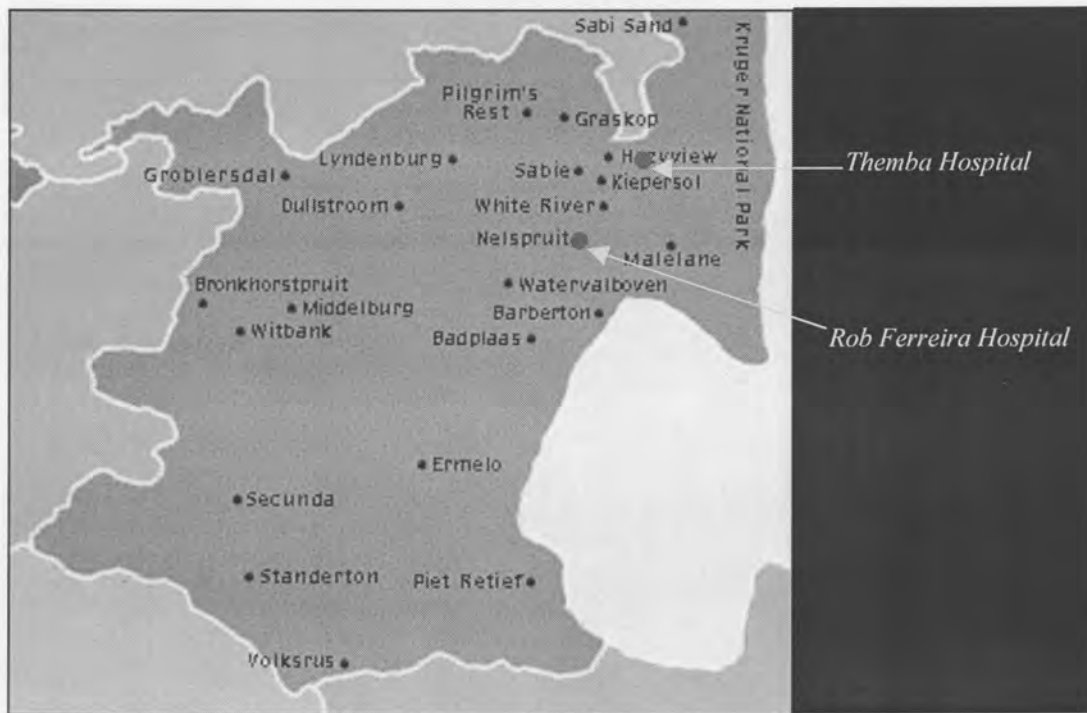 Sabi Sand
Kruger National Park
Pilgrim's
Rest
Graskop
Lyndenburg
Hazyview
Themba Hospital
Groblersdal
Sabie
Kiepersol
Dullstroom
White River
Nelspruit
Malelane
Bronkhorstpruit
Watervalboven
Middelburg
Barberton
Witbank
Badplaas
Rob Ferreira Hospital
Ermelo
Secunda
Standerton
Piet Retief
Volksrus